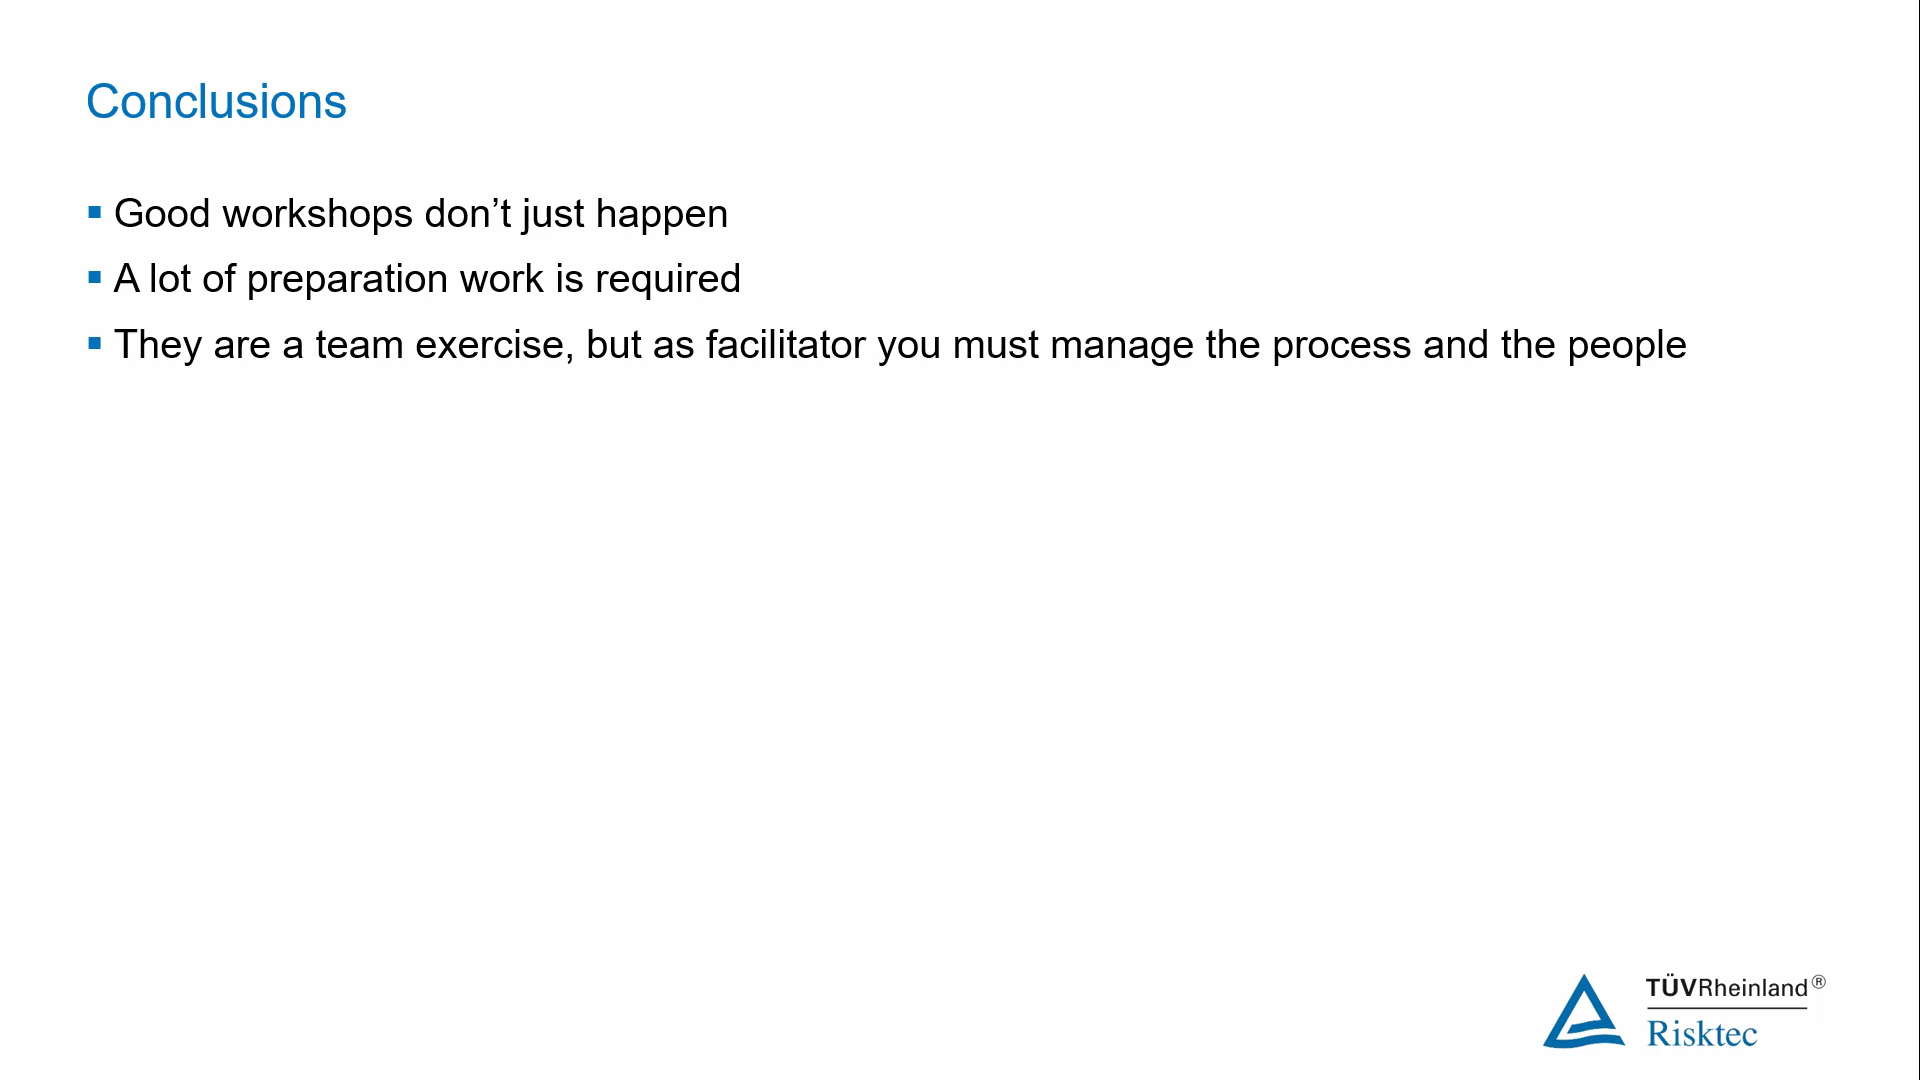 Conclusions
▪ Good workshops don’t just happen
▪ A lot of preparation work is required
▪ They are a team exercise, but as facilitator you must manage the process and the people
TÜVRheinland®
Risktec